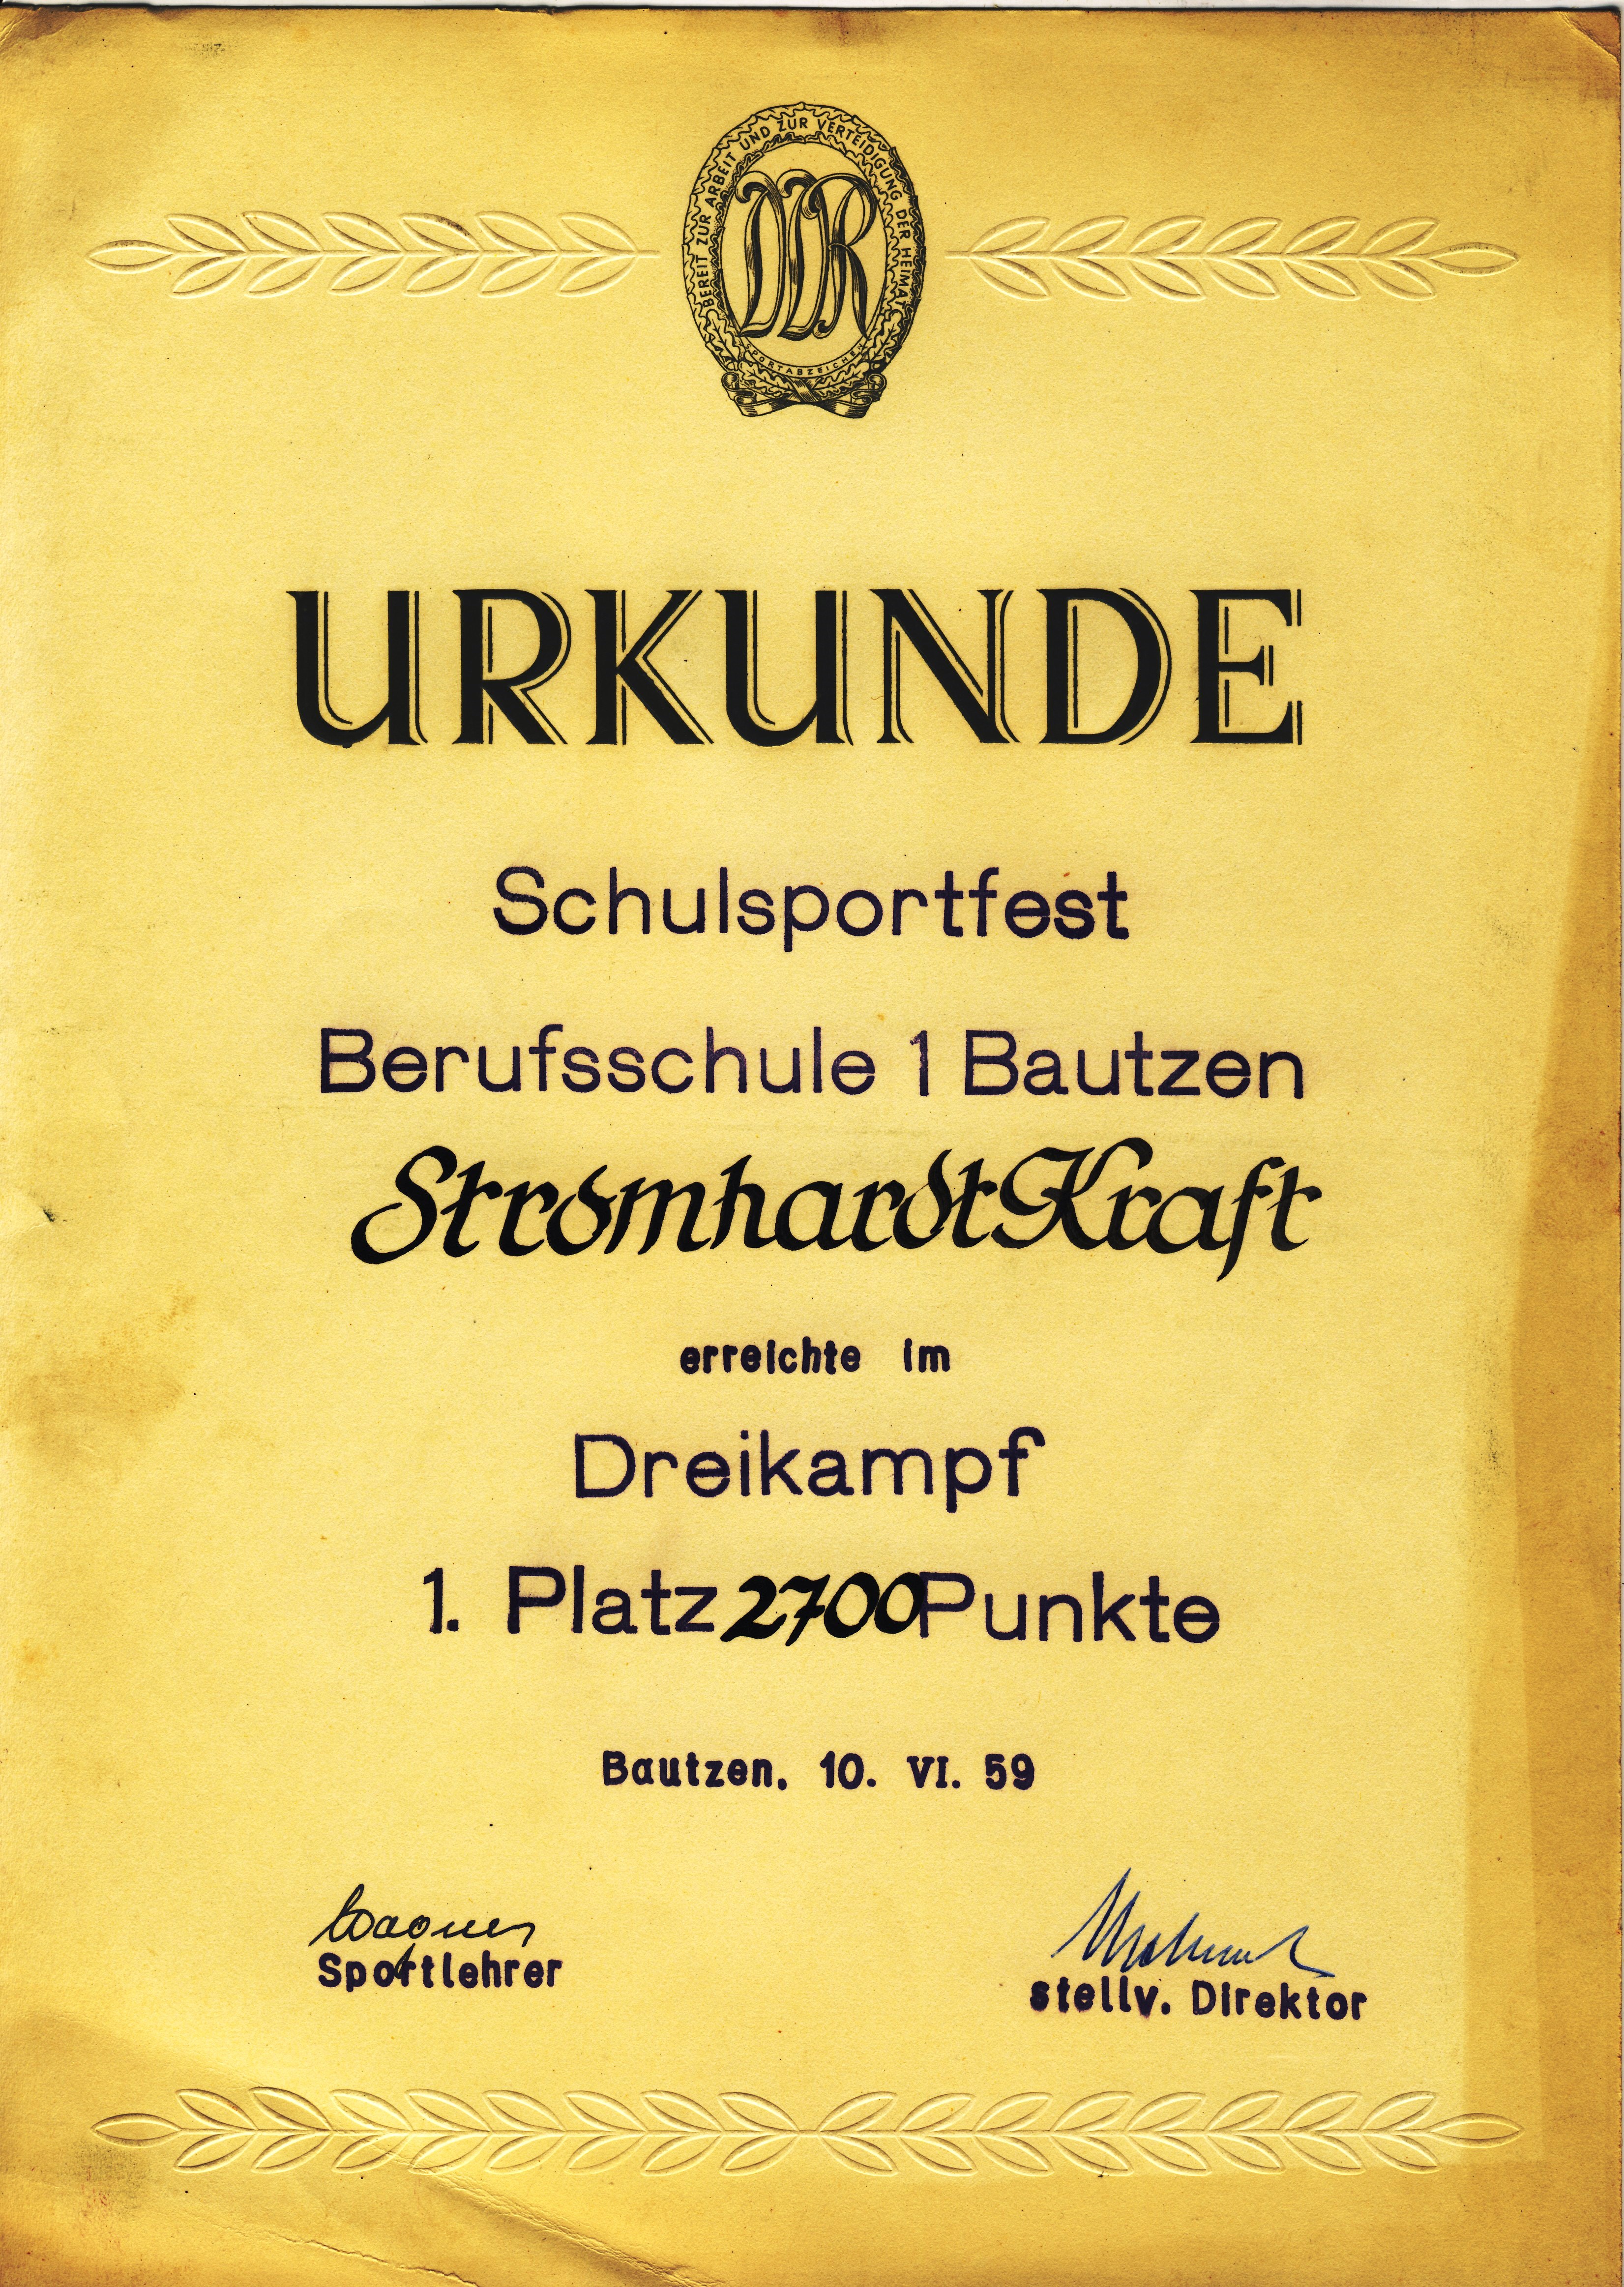 BEREIT ZUR ARBEIT UND ZUR VERTEIDIGUNG DER HEIMAT
DDR
SPORTABZEICHEN
URKUNDE
Schulsportfest
Berufsschule 1 Bautzen
Stromhardt Kraft
erreichte im
Dreikampf
1. Platz 2700 Punkte
Bautzen, 10. VI. 59
Wagner
Sportlehrer
stellv. Direktor